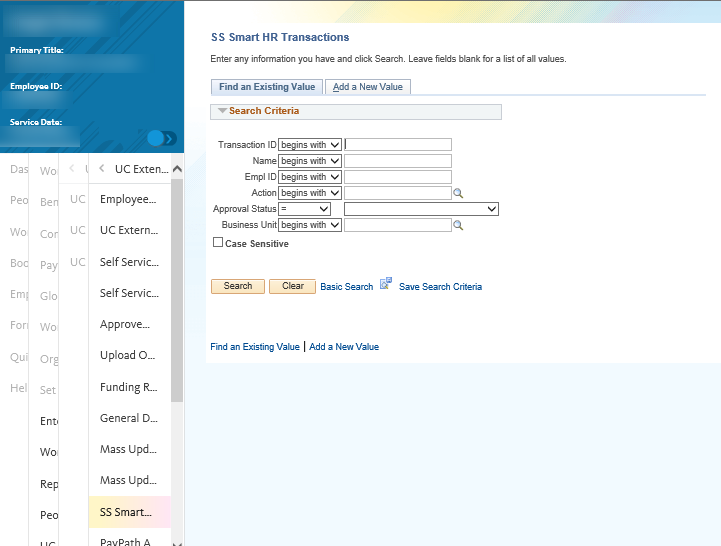 Primary Title:
Employee ID:
Service Date:
Das
Peo
Wo
Boo
Emp
For
Qui
Hel
Wo
Ben
Cor
Pay
Glo
Wo
Org
Set
Ente
Wo
Rep
Peo
UC
UC
UC
UC
UC Exten...
Employee...
UC Extern...
Self Servic...
Self Servic...
Approve...
Upload O...
Funding R...
General D...
Mass Upd...
Mass Upd...
SS Smart...
PayPath A
SS Smart HR Transactions
Enter any information you have and click Search. Leave fields blank for a list of all values.
Find an Existing Value Add a New Value
Search Criteria
Transaction ID begins with
Name begins with
Empl ID begins with
Action begins with
Approval Status =
Business Unit begins with
Case Sensitive
Search Clear Basic Search Save Search Criteria
Find an Existing Value | Add a New Value